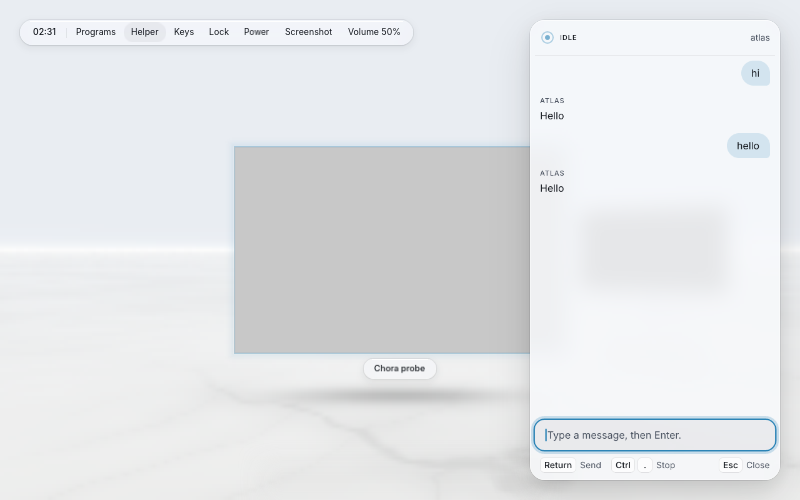 02:31 Programs Helper Keys Lock Power Screenshot Volume 50%
IDLE atlas
hi
ATLAS
Hello
hello
ATLAS
Hello
Chora probe
Type a message, then Enter.
Return Send Ctrl . Stop Esc Close